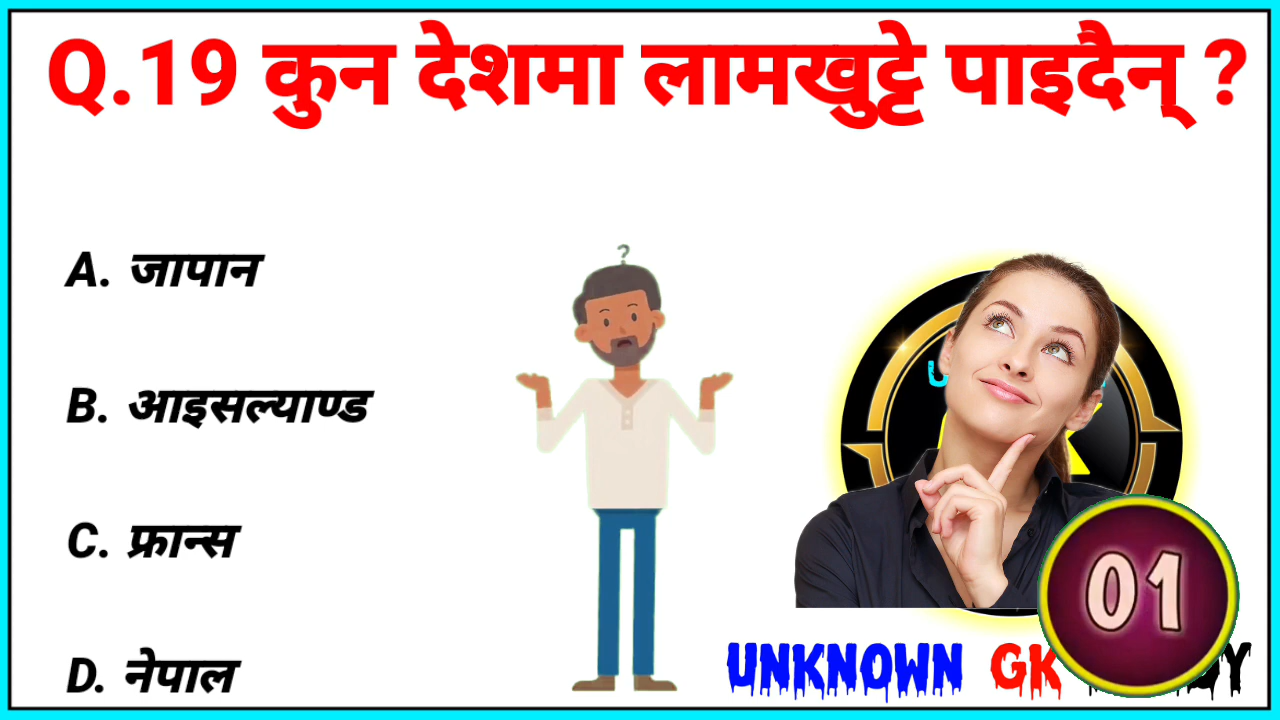 Q.19 कुन देशमा लामखुट्टे पाइदैन् ?
A. जापान
B. आइसल्याण्ड
C. फ्रान्स
D. नेपाल
?
01
UNKNOWN GK